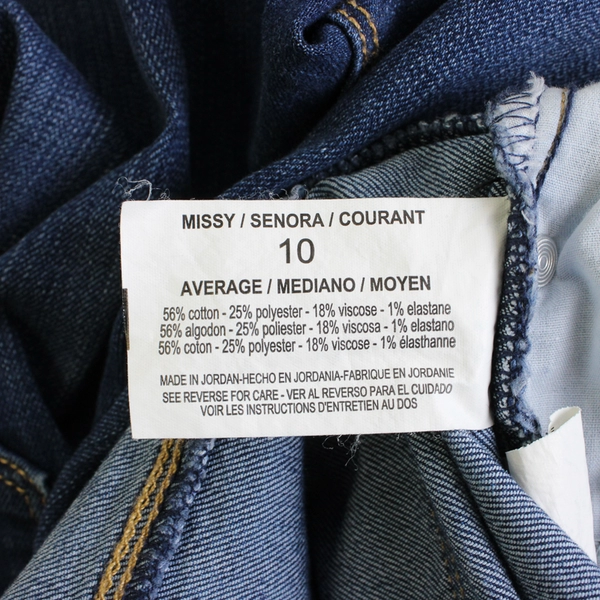 MISSY / SENORA / COURANT
10
AVERAGE / MEDIANO / MOYEN
56% cotton - 25% polyester - 18% viscose - 1% elastane
56% algodon - 25% poliester - 18% viscosa - 1% elastano
56% coton - 25% polyester - 18% viscose - 1% élasthanne
MADE IN JORDAN-HECHO EN JORDANIA-FABRIQUE EN JORDANIE
SEE REVERSE FOR CARE - VER AL REVERSO PARA EL CUIDADO
VOIR LES INSTRUCTIONS D'ENTRETIEN AU DOS